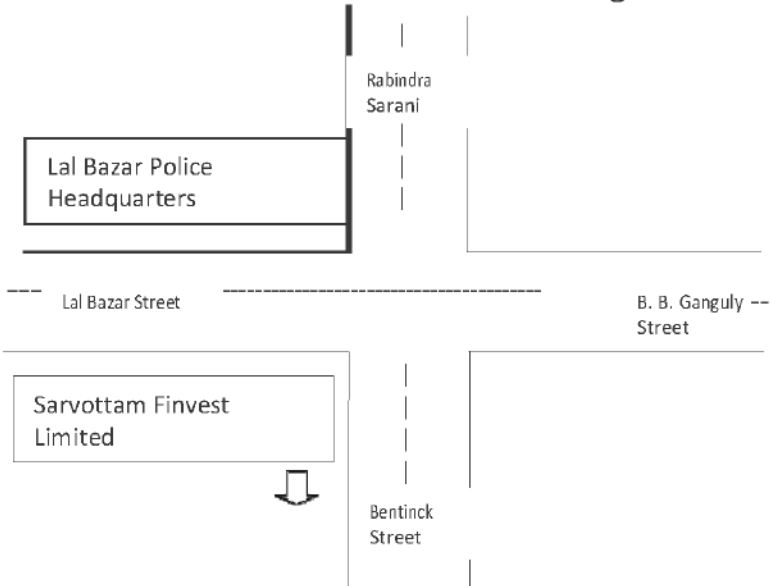 Rabindra
Sarani
Lal Bazar Police
Headquarters
Lal Bazar Street
B. B. Ganguly
Street
Sarvottam Finvest
Limited
Bentinck
Street